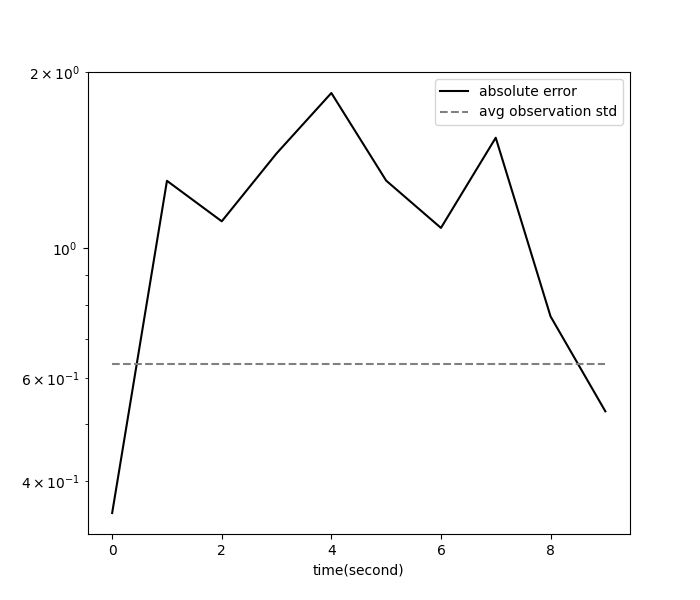 2 × 10⁰
absolute error
avg observation std
10⁰
6 × 10⁻¹
4 × 10⁻¹
0 2 4 6 8
time(second)